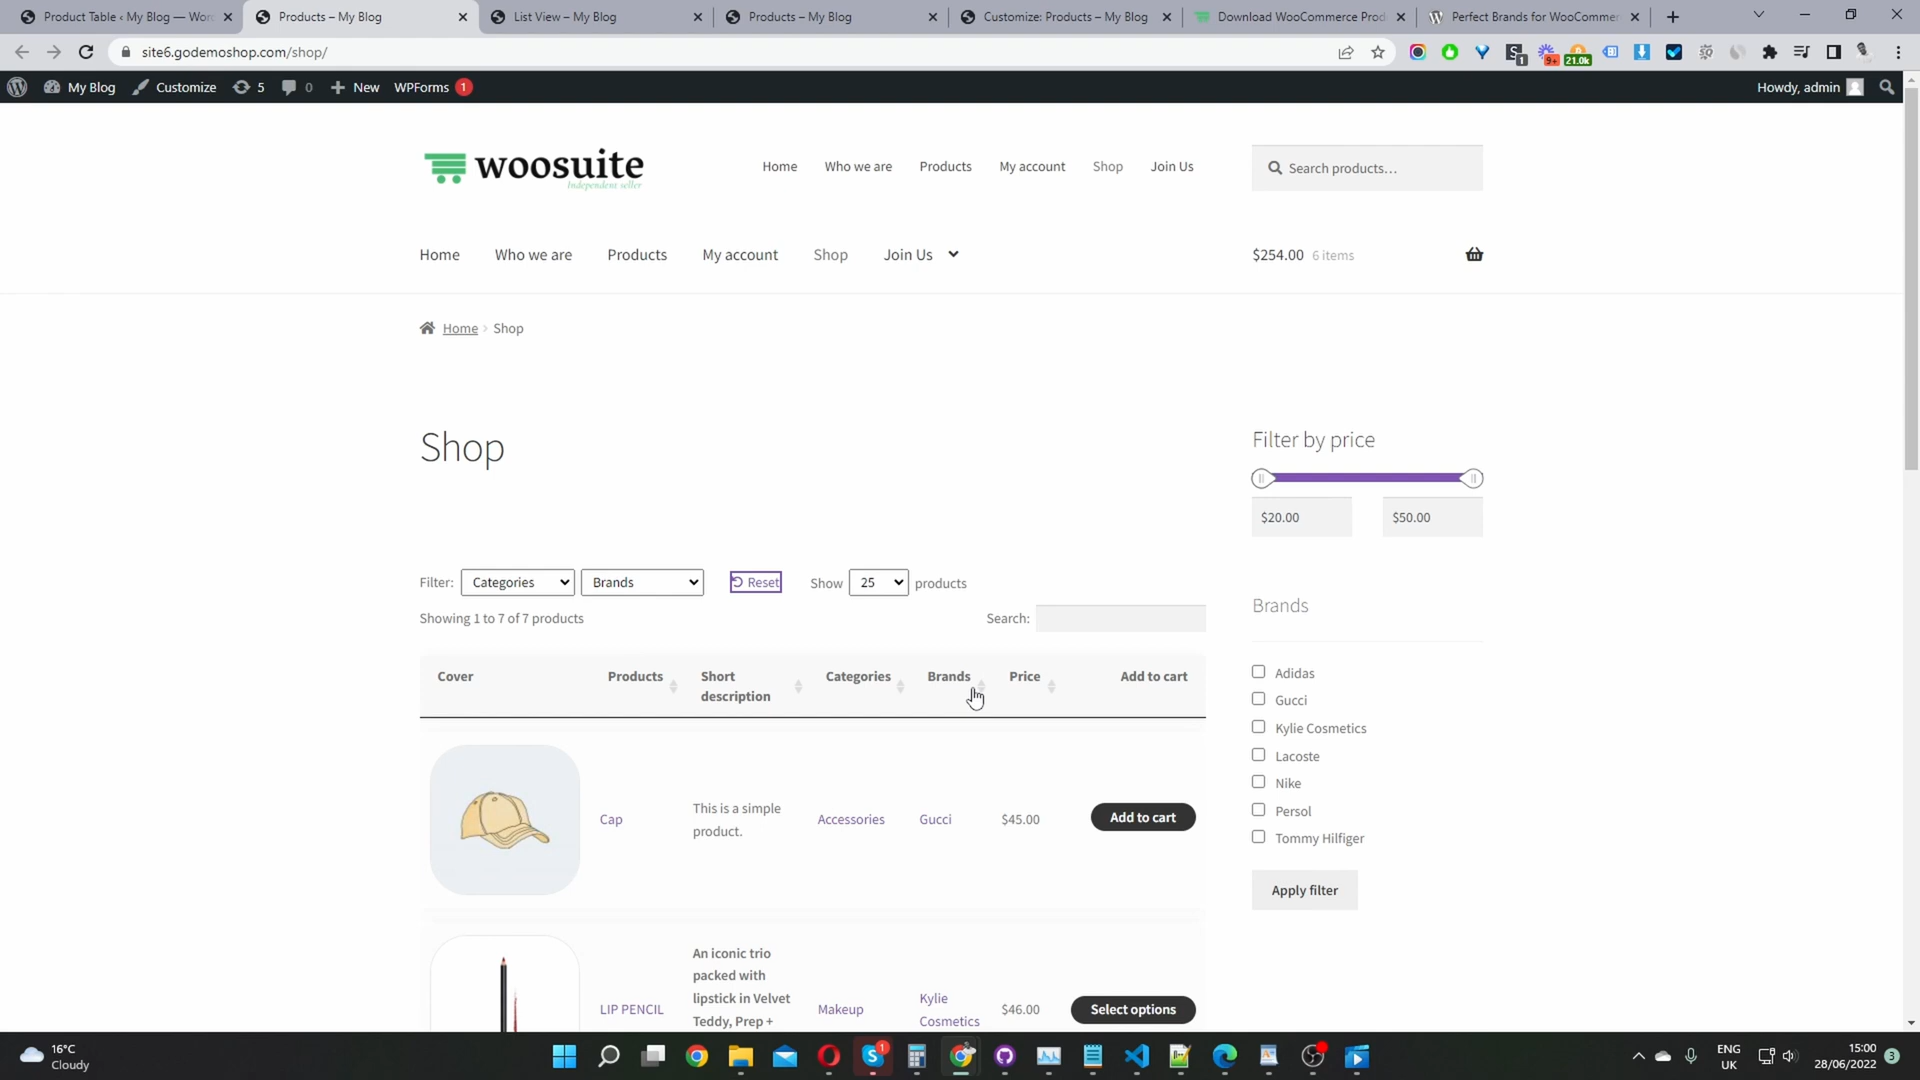 Product Table ‹ My Blog — Wor
Products – My Blog
List View – My Blog
Products – My Blog
Customize: Products – My Blog
Download WooCommerce Prod
Perfect Brands for WooCommer
site6.godemoshop.com/shop/
1
9+
21.0k
My Blog
Customize
5
0
New
WPForms 1
Howdy, admin
woosuite
Independent seller
Home
Who we are
Products
My account
Shop
Join Us
Search products…
Home
Who we are
Products
My account
Shop
Join Us
$254.00 6 items
Home › Shop
Shop
Filter by price
$20.00
$50.00
Filter: Categories Brands Reset Show 25 products
Showing 1 to 7 of 7 products
Search:
Cover
Products
Short
description
Categories
Brands
Price
Add to cart
Cap
This is a simple
product.
Accessories
Gucci
$45.00
Add to cart
LIP PENCIL
An iconic trio
packed with
lipstick in Velvet
Teddy, Prep +
Makeup
Kylie
Cosmetics
$46.00
Select options
Brands
Adidas
Gucci
Kylie Cosmetics
Lacoste
Nike
Persol
Tommy Hilfiger
Apply filter
16°C
Cloudy
1
ENG
UK
15:00
28/06/2022
3